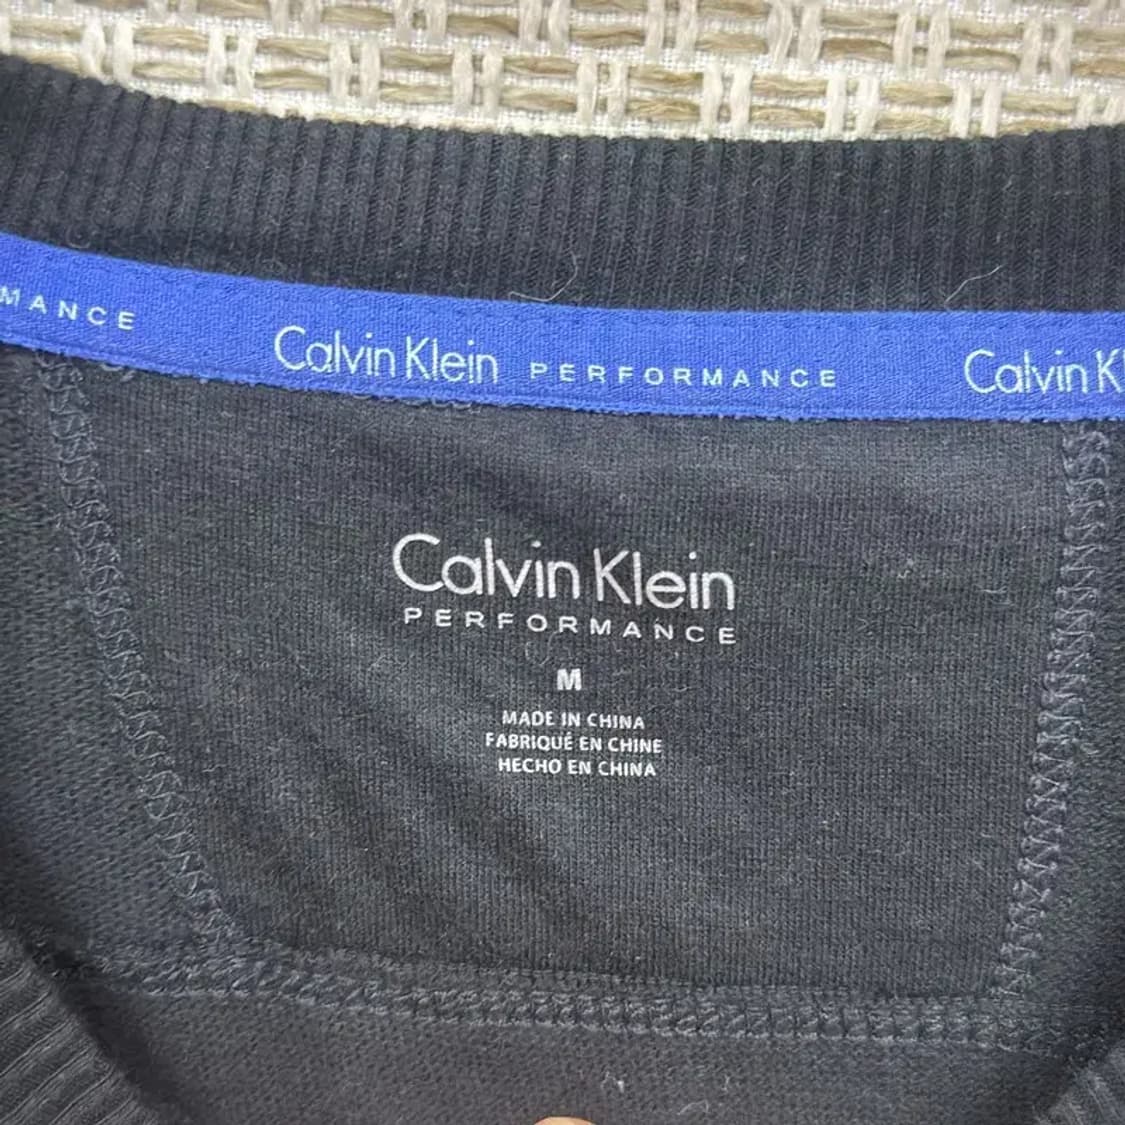 MANCE Calvin Klein PERFORMANCE Calvin K
Calvin Klein
PERFORMANCE
M
MADE IN CHINA
FABRIQUÉ EN CHINE
HECHO EN CHINA